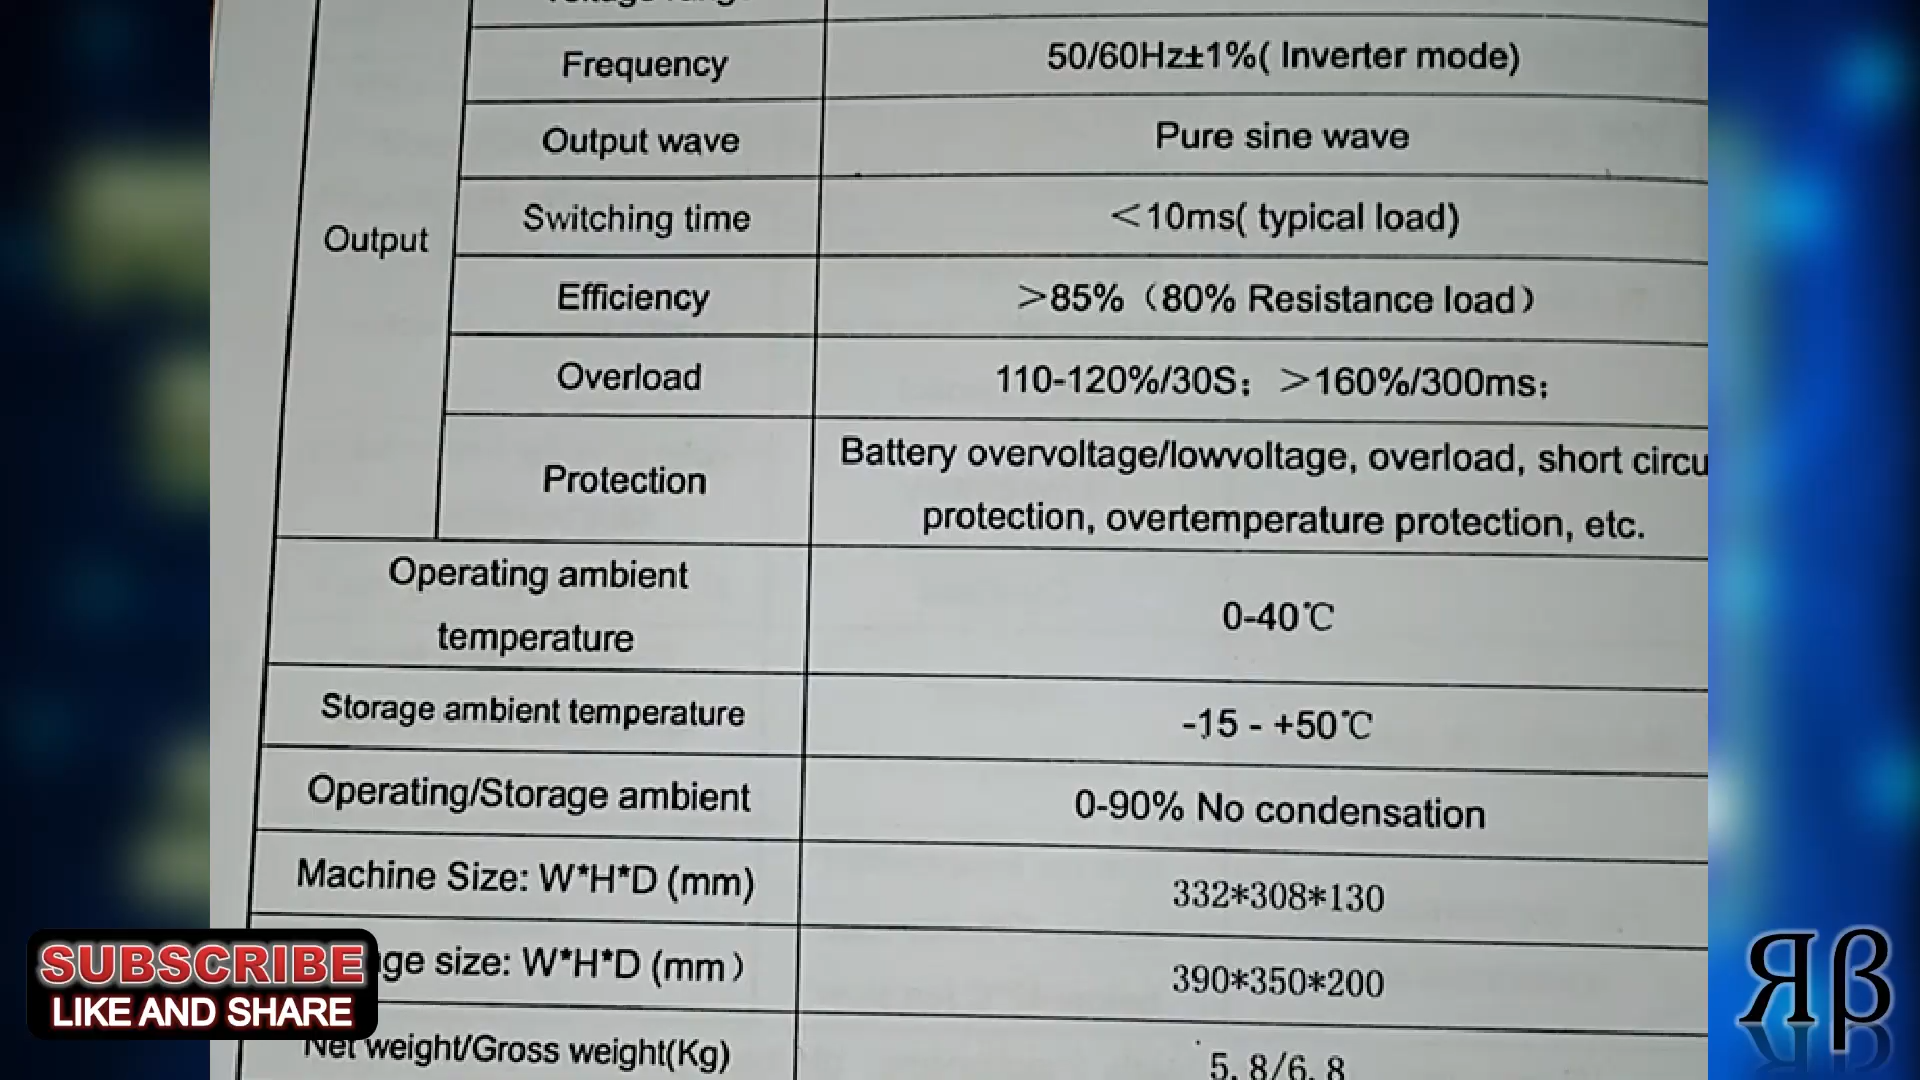 Frequency 50/60Hz±1%( Inverter mode)
Output wave Pure sine wave
Switching time <10ms( typical load)
Output
Efficiency >85%（80% Resistance load）
Overload 110-120%/30S； >160%/300ms；
Protection Battery overvoltage/lowvoltage, overload, short circu
protection, overtemperature protection, etc.
Operating ambient
temperature 0-40℃
Storage ambient temperature -15 - +50℃
Operating/Storage ambient 0-90% No condensation
Machine Size: W*H*D (mm) 332*308*130
ge size: W*H*D (mm） 390*350*200
Net weight/Gross weight(Kg) 5. 8/6. 8
SUBSCRIBE
LIKE AND SHARE
Яβ